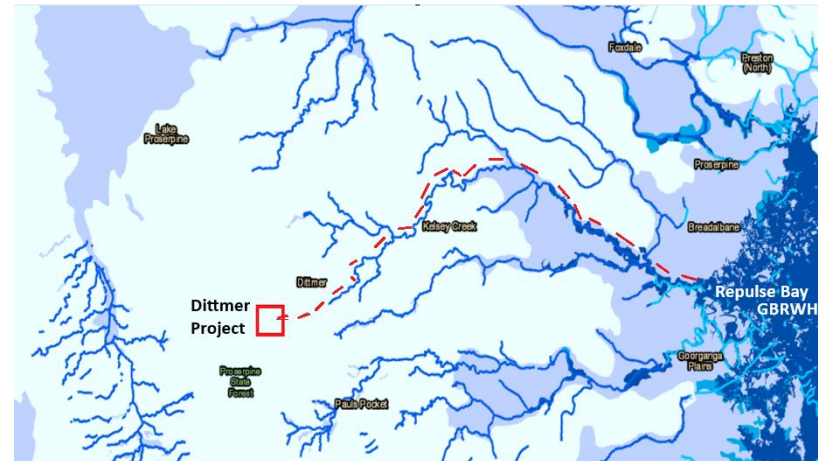 Foxdale
Preston
(North)
Lake
Proserpine
Proserpine
Kelsey Creek
Breadalbane
Dittmer
Dittmer
Project
Repulse Bay
GBRWH
Goorganga
Plains
Proserpine
State
Forest
Pauls Pocket